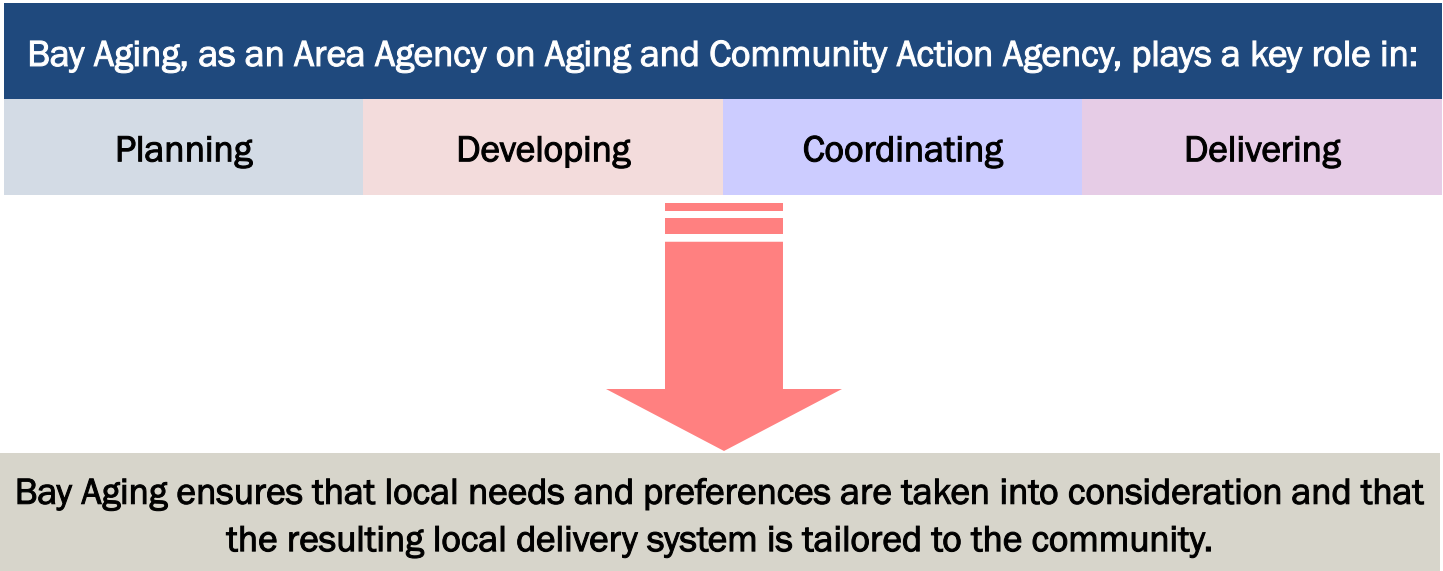 Bay Aging, as an Area Agency on Aging and Community Action Agency, plays a key role in:
Planning
Developing
Coordinating
Delivering
Bay Aging ensures that local needs and preferences are taken into consideration and that
the resulting local delivery system is tailored to the community.